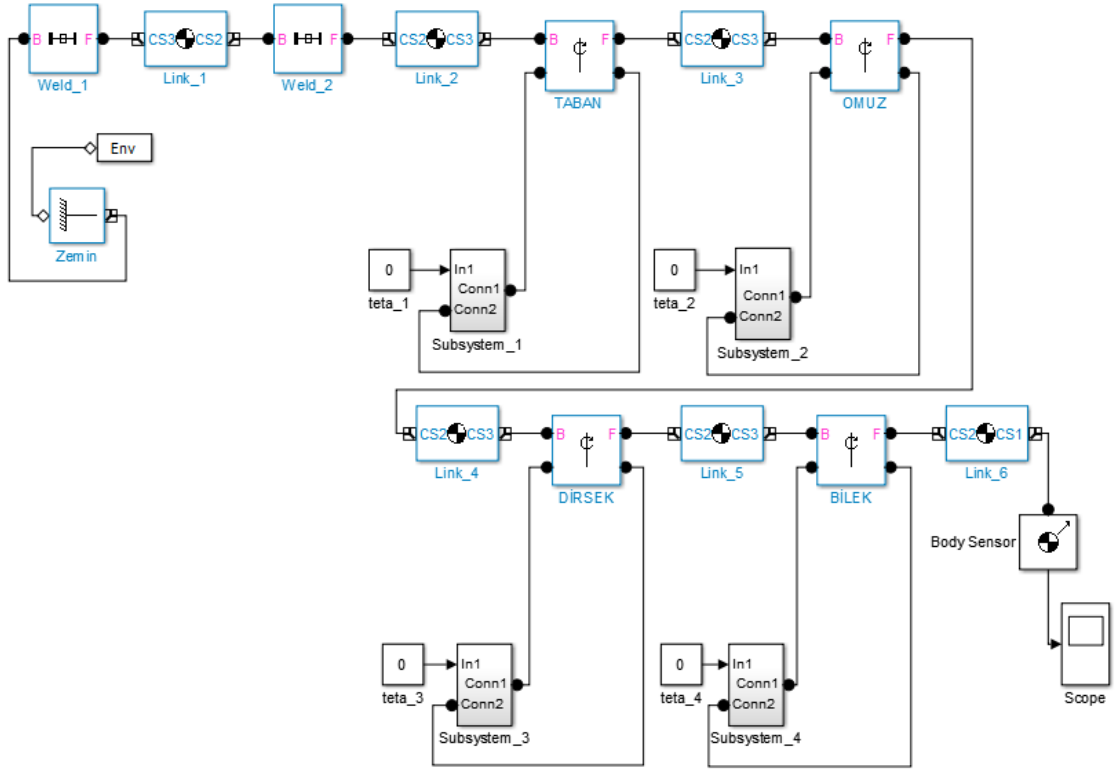 B F CS3 CS2 B F CS2 CS3 B F CS2 CS3 B F
Weld_1 Link_1 Weld_2 Link_2 TABAN Link_3 OMUZ
Env
Zemin
0 In1 Conn1 Conn2
teta_1 Subsystem_1
0 In1 Conn1 Conn2
teta_2 Subsystem_2
CS2 CS3 B F CS2 CS3 B F CS2 CS1
Link_4 DİRSEK Link_5 BİLEK Link_6
Body Sensor
0 In1 Conn1 Conn2
teta_3 Subsystem_3
0 In1 Conn1 Conn2
teta_4 Subsystem_4
Scope